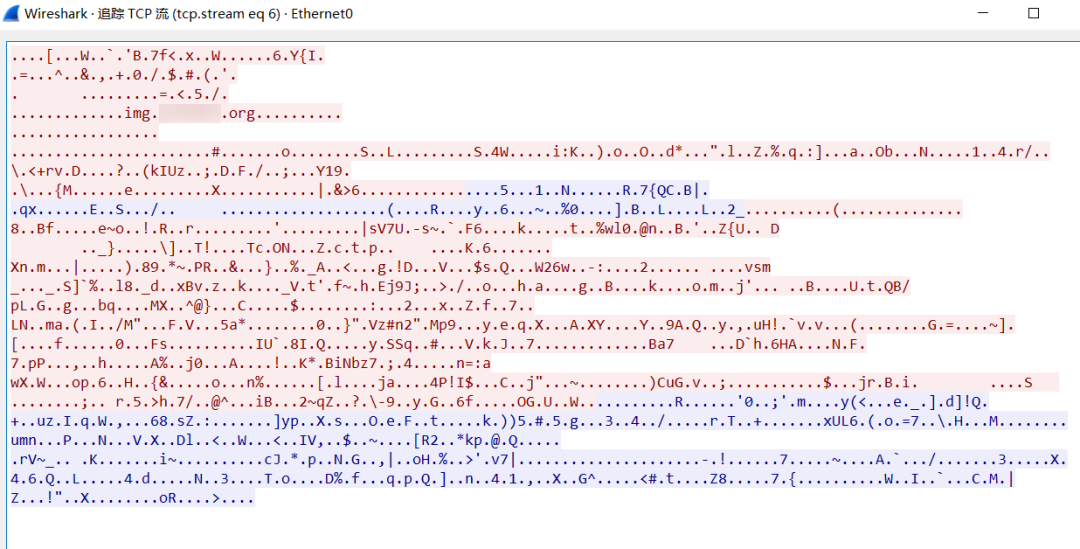 Wireshark · 追踪 TCP 流 (tcp.stream eq 6) · Ethernet0
....[...W..`.'B.7f<.x..W......6.Y{I.
.=...^..&.,.+.0./.$.#.(.'.
. .........=.<.5./.
.............img. .org..........
.................
.......................#.......o........S..L.........S.4W.....i:K..).o..O..d*...".l..Z.%.q.:]...a..Ob...N.....1..4.r/..
\.<+rv.D....?..(kIUz..;.D.F./..;...Y19.
.\...{M......e.........X...........|.&>6................5...1..N......R.7{QC.B|.
.qx......E..S.../.. ...................(....R....y..6...~..%0....].B..L....L..2_..........(..............
8..Bf.....e~o..!.R..r.........'.........|sV7U.-s~.`.F6....k.....t..%wl0.@n..B.'..Z{U.. D
.._}.....\]..T!....Tc.ON...Z.c.t.p.. ....K.6.......
Xn.m...|.....).89.*~.PR..&...}..%._A..<...g.!D...V...$s.Q...W26w..-:....2...... ....vsm
_..._.S]`%..l8._d..xBv.z..k...._V.t'.f~.h.Ej9J;..>./..o...h.a....g..B....k....o.m..j'... ..B....U.t.QB/
pL.G..g...bq....MX..^@}...C.....$........:...2...x...Z.f..7..
LN..ma.(.I../M"...F.V...5a*........0..}".Vz#n2".Mp9...y.e.q.X...A.XY....Y..9A.Q..y.,.uH!.`v.v...(........G.=....~].
[....f......0...Fs..........IU`.8I.Q.....y.SSq..#...V.k.J..7............Ba7 ...D`h.6HA....N.F.
7.pP...,..h.....A%..j0...A....!..K*.BiNbz7.;.4.....n=:a
wX.W...op.6..H..{&.....o...n%......[.l....ja....4P!I$...C..j"...~........)CuG.v..;...........$...jr.B.i. ....S
........;.. r.5.>h.7/..@^...iB...2~qZ..?.\-9..y.G..6f.....OG.U...W...........R......'0..;'.m....y(<...e._.].d]!Q.
+..uz.I.q.W.,...68.sZ.:.......]yp..X.s...O.e.F..t.....k.))5.#.5.g...3..4../.....r.T..+.......xUL6.(.o.=7..\.H...M........
umn...P...N...V.X..Dl..<..W...<..IV,..$..~....[R2..*kp.@.Q.....
.rV~_.. .K.......i~..........cJ.*.p..N.G..,|..oH.%..>'.v7|.....................-.!......7.....~....A.`.../.......3.....X.
4.6.Q..L.....4.d.....N..3....T.o....D%.f...q.p.Q.]..n..4.1.,..X..G^.....<#.t....Z8.....7.{..........W..I..`...C.M.|
Z...!"..X........oR....>....